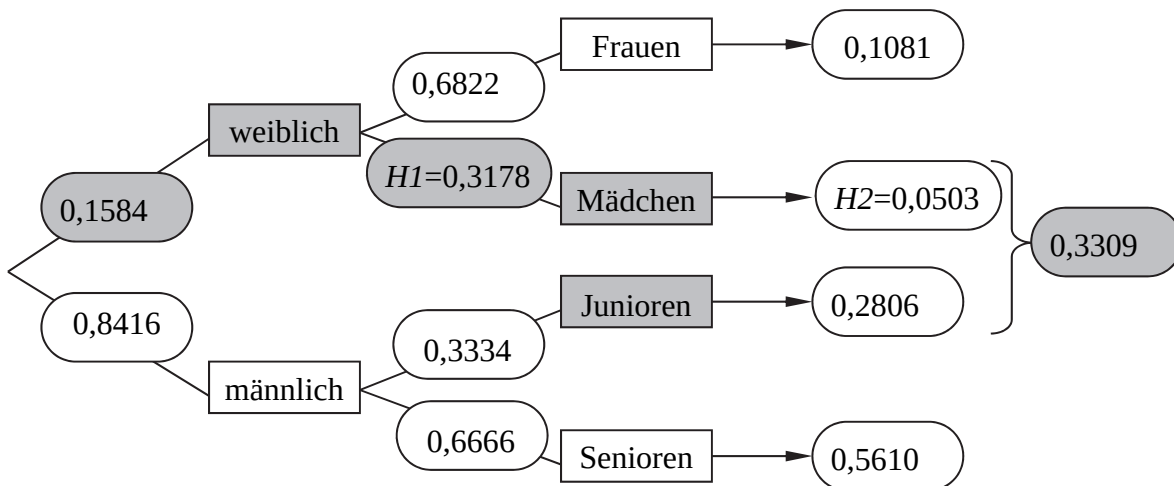 Frauen
0,1081
0,6822
weiblich
H1=0,3178
Mädchen
H2=0,0503
0,1584
0,3309
0,8416
Junioren
0,2806
0,3334
männlich
0,6666
Senioren
0,5610